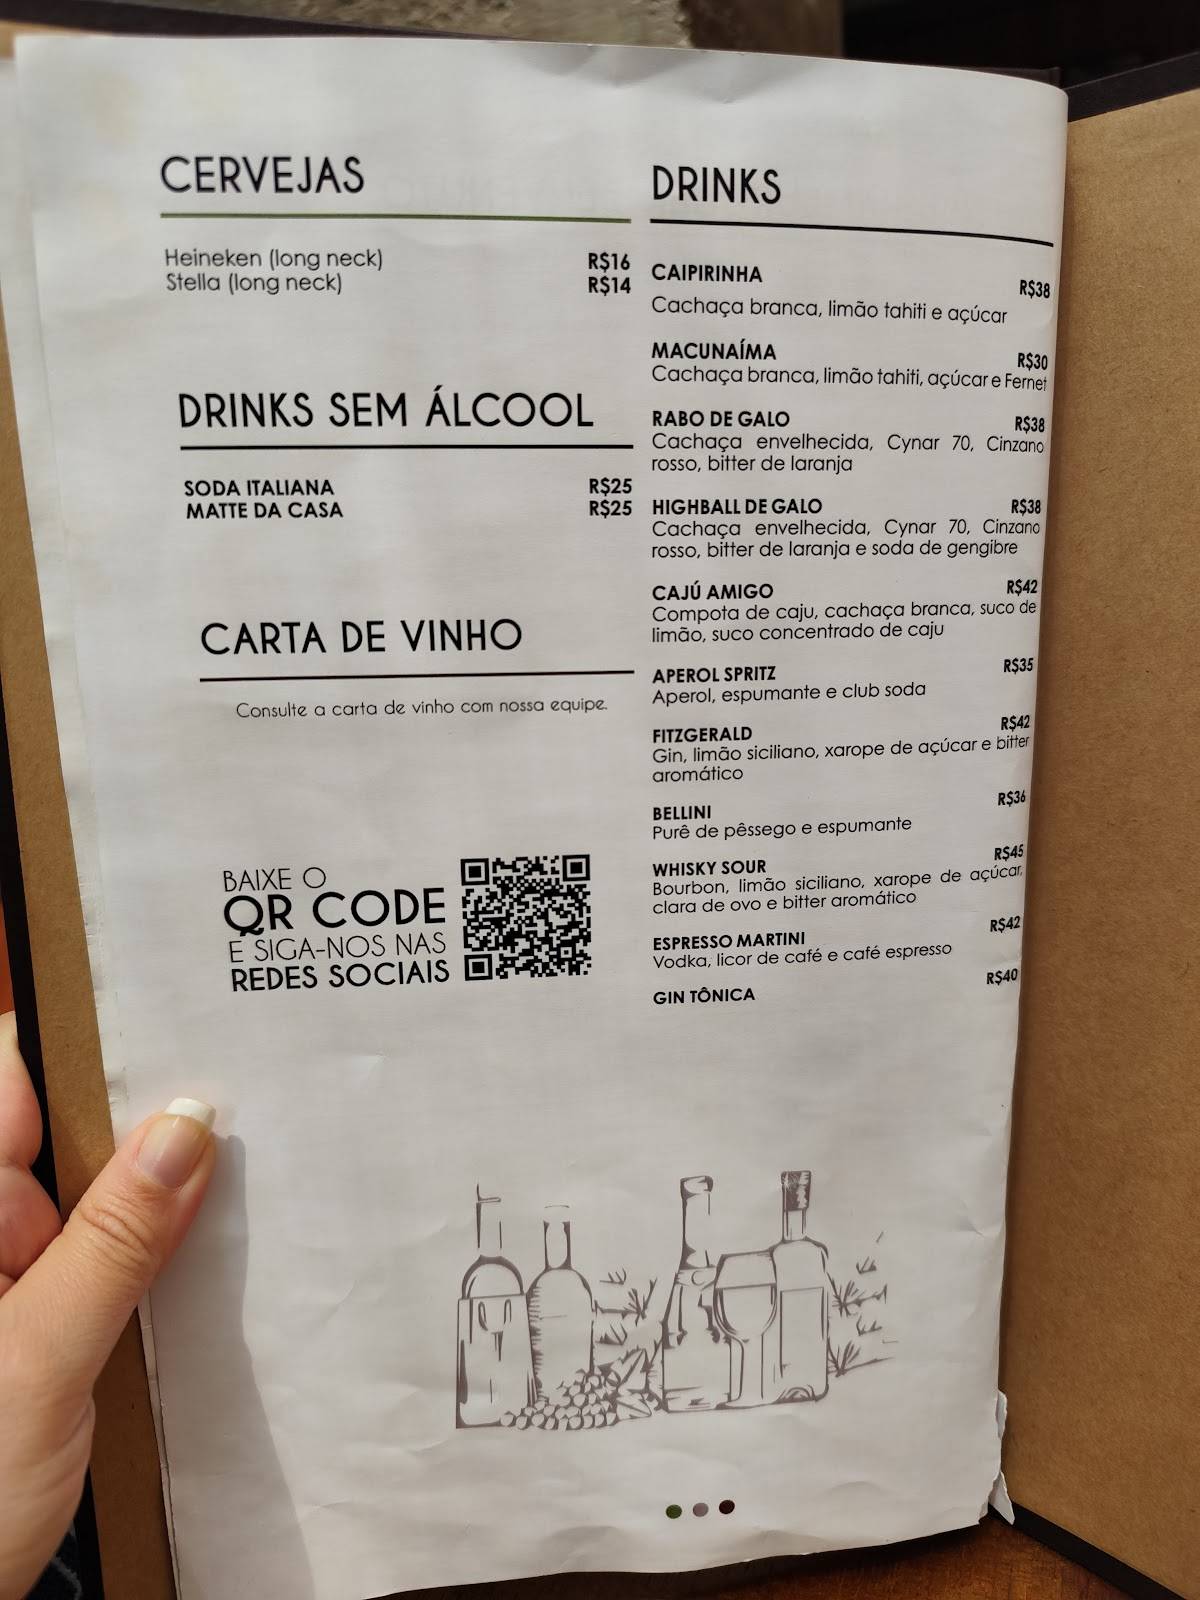 CERVEJAS
Heineken (long neck) R$16
Stella (long neck) R$14
DRINKS SEM ÁLCOOL
SODA ITALIANA R$25
MATTE DA CASA R$25
CARTA DE VINHO
Consulte a carta de vinho com nossa equipe.
BAIXE O
QR CODE
E SIGA-NOS NAS
REDES SOCIAIS
DRINKS
CAIPIRINHA R$38
Cachaça branca, limão tahiti e açúcar
MACUNAÍMA R$30
Cachaça branca, limão tahiti, açúcar e Fernet
RABO DE GALO R$38
Cachaça envelhecida, Cynar 70, Cinzano
rosso, bitter de laranja
HIGHBALL DE GALO R$38
Cachaça envelhecida, Cynar 70, Cinzano
rosso, bitter de laranja e soda de gengibre
CAJÚ AMIGO R$42
Compota de caju, cachaça branca, suco de
limão, suco concentrado de caju
APEROL SPRITZ R$35
Aperol, espumante e club soda
FITZGERALD R$42
Gin, limão siciliano, xarope de açúcar e bitter
aromático
BELLINI R$36
Purê de pêssego e espumante
WHISKY SOUR R$45
Bourbon, limão siciliano, xarope de açúcar,
clara de ovo e bitter aromático
ESPRESSO MARTINI R$42
Vodka, licor de café e café espresso
GIN TÔNICA R$40